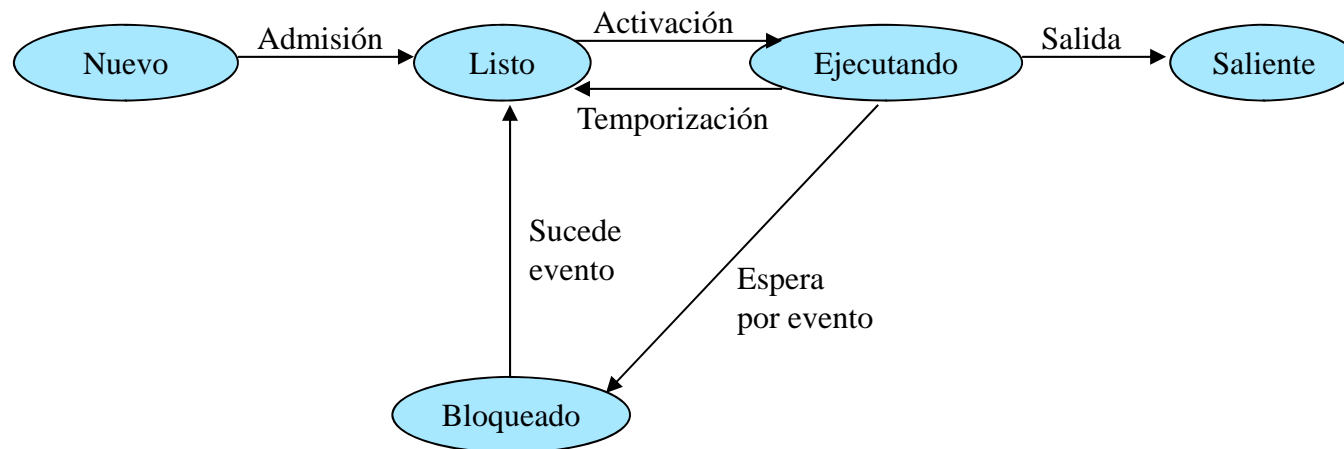 Activación
Admisión
Salida
Nuevo
Listo
Ejecutando
Saliente
Temporización
Sucede
evento
Espera
por evento
Bloqueado